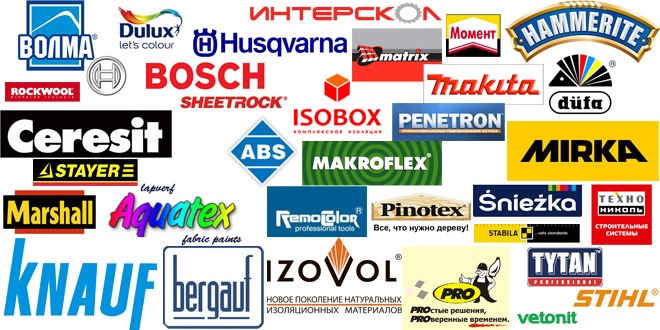 ВОЛМА
Dulux
let's colour
ИНТЕРСКОЛ
Husqvarna
matrix
Момент
HAMMERITE
ROCKWOOL
BOSCH
SHEETROCK®
ISOBOX
КОМПЛЕКСНАЯ ИЗОЛЯЦИЯ
makita
düfa
Ceresit
STAYER
ABS
PENETRON
MAKROFLEX®
MIRKA
Marshall
lapverf
Aquatex
fabric paints
RemoColor®
professional tools
Pinotex®
Все, что нужно дереву!
Śnieżka
STABILA
...sets standards
ТЕХНО
НИКОЛЬ
СТРОИТЕЛЬНЫЕ
СИСТЕМЫ
KNAUF
bergauf
IZOVOL®
НОВОЕ ПОКОЛЕНИЕ НАТУРАЛЬНЫХ
ИЗОЛЯЦИОННЫХ МАТЕРИАЛОВ
PRO
PROстые решения,
PROверенные временем.
TYTAN
PROFESSIONAL
STIHL®
vetonit